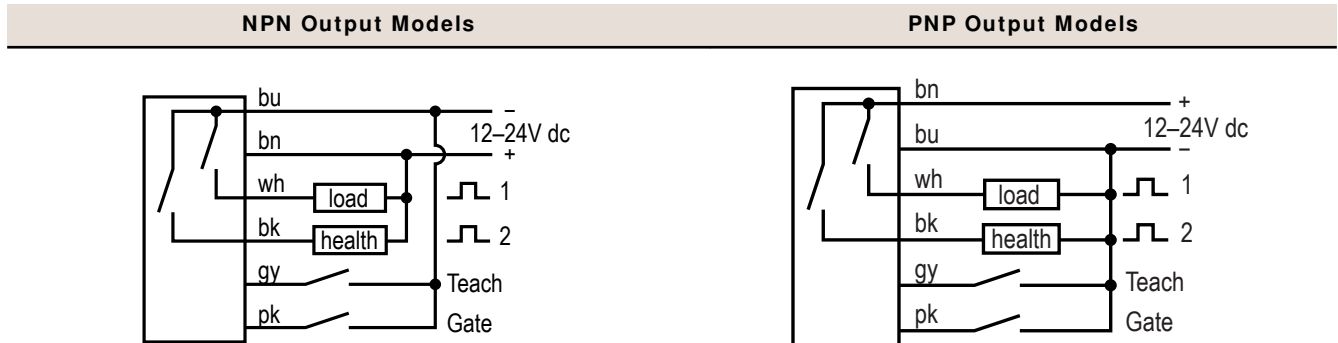 NPN Output Models
PNP Output Models
bu
–
12–24V dc
bn
+
wh
load
1
bk
health
2
gy
Teach
pk
Gate
bn
+
12–24V dc
bu
–
wh
load
1
bk
health
2
gy
Teach
pk
Gate